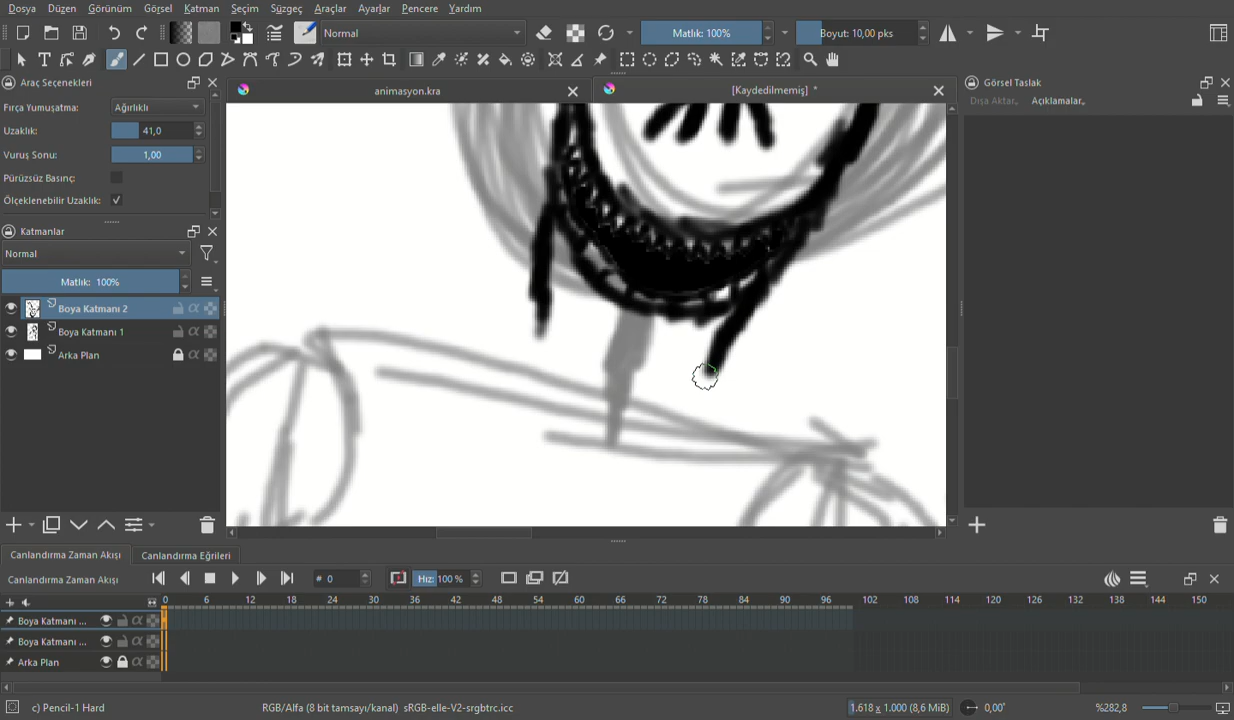 Dosya Düzen Görünüm Görsel Katman Seçim Süzgeç Araçlar Ayarlar Pencere Yardım
Normal Matlık: 100% Boyut: 10,00 pks
Araç Seçenekleri animasyon.kra [Kaydedilmemiş] * Görsel Taslak
Fırça Yumuşatma: Ağırlıklı Dışa Aktar.. Açıklamalar..
Uzaklık: 41,0
Vuruş Sonu: 1,00
Pürüzsüz Basınç:
Ölçeklenebilir Uzaklık:
Katmanlar
Normal
Matlık: 100%
Boya Katmanı 2
Boya Katmanı 1
Arka Plan
Canlandırma Zaman Akışı Canlandırma Eğrileri
Canlandırma Zaman Akışı # 0 Hız: 100 %
0 6 12 18 24 30 36 42 48 54 60 66 72 78 84 90 96 102 108 114 120 126 132 138 144 150
Boya Katmanı ...
Boya Katmanı ...
Arka Plan
c) Pencil-1 Hard RGB/Alfa (8 bit tamsayı/kanal) sRGB-elle-V2-srgbtrc.icc 1.618 x 1.000 (8,6 MiB) 0,00° %282,8